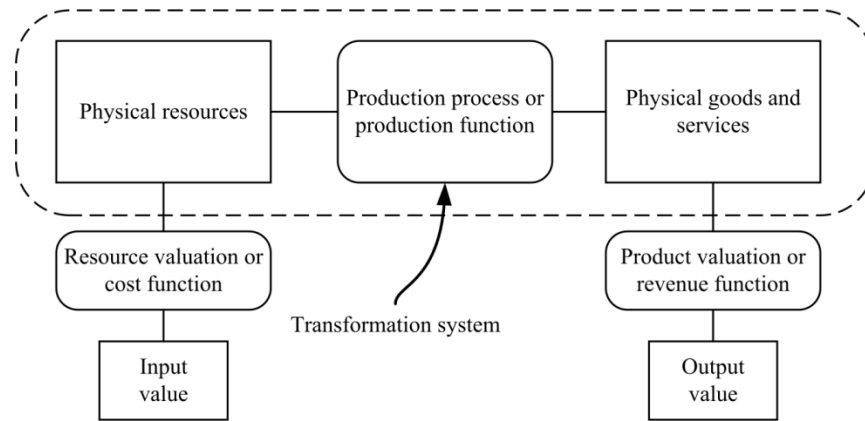 Physical resources
Production process or
production function
Physical goods and
services
Resource valuation or
cost function
Product valuation or
revenue function
Transformation system
Input
value
Output
value